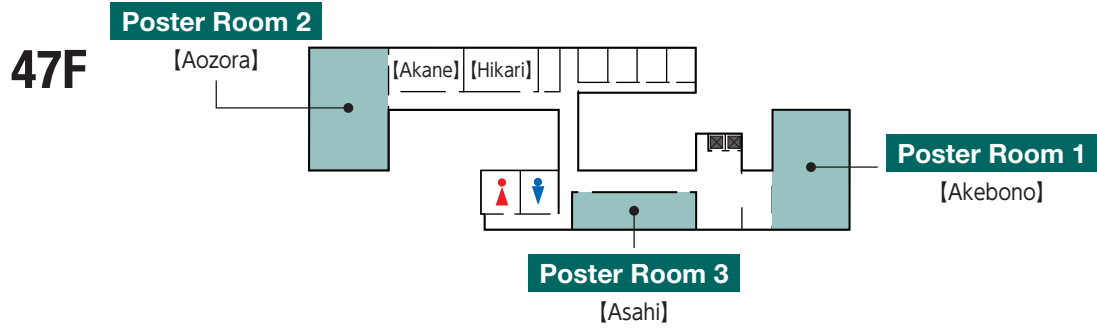 Poster Room 2
47F
【Aozora】
【Akane】
【Hikari】
Poster Room 1
【Akebono】
Poster Room 3
【Asahi】